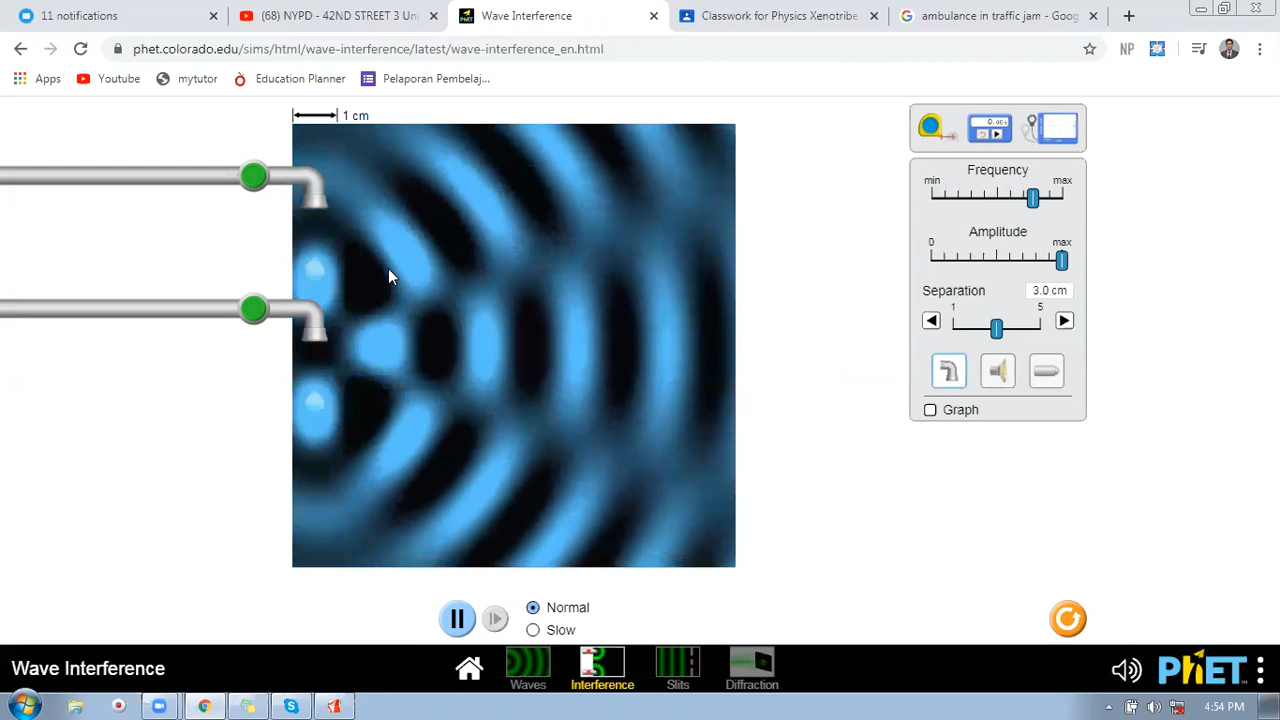 11 notifications
(68) NYPD - 42ND STREET 3 Un
Wave Interference
Classwork for Physics Xenotribe
ambulance in traffic jam - Goog
phet.colorado.edu/sims/html/wave-interference/latest/wave-interference_en.html
NP
Apps
Youtube
mytutor
Education Planner
Pelaporan Pembelaj...
1 cm
0.00s
Frequency
min
max
Amplitude
0
max
Separation
3.0 cm
1
5
Graph
Normal
Slow
Wave Interference
Waves
Interference
Slits
Diffraction
PhET
4:54 PM